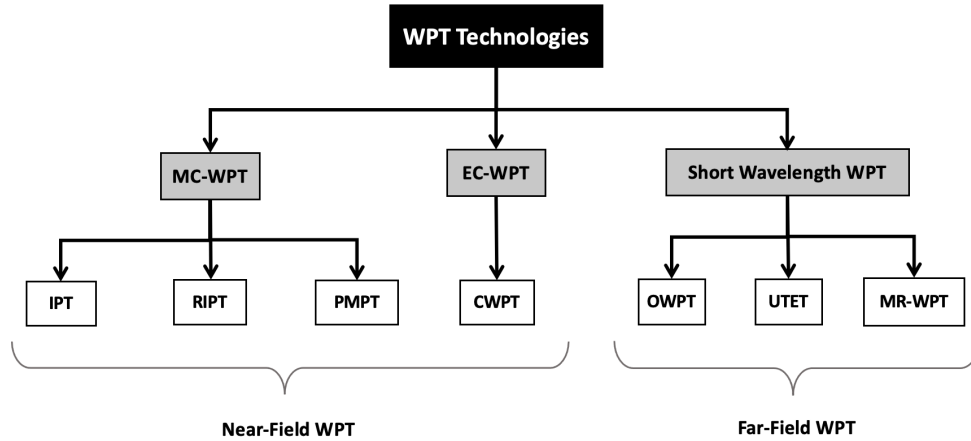 WPT Technologies
MC-WPT
EC-WPT
Short Wavelength WPT
IPT
RIPT
PMPT
CWPT
OWPT
UTET
MR-WPT
Near-Field WPT
Far-Field WPT